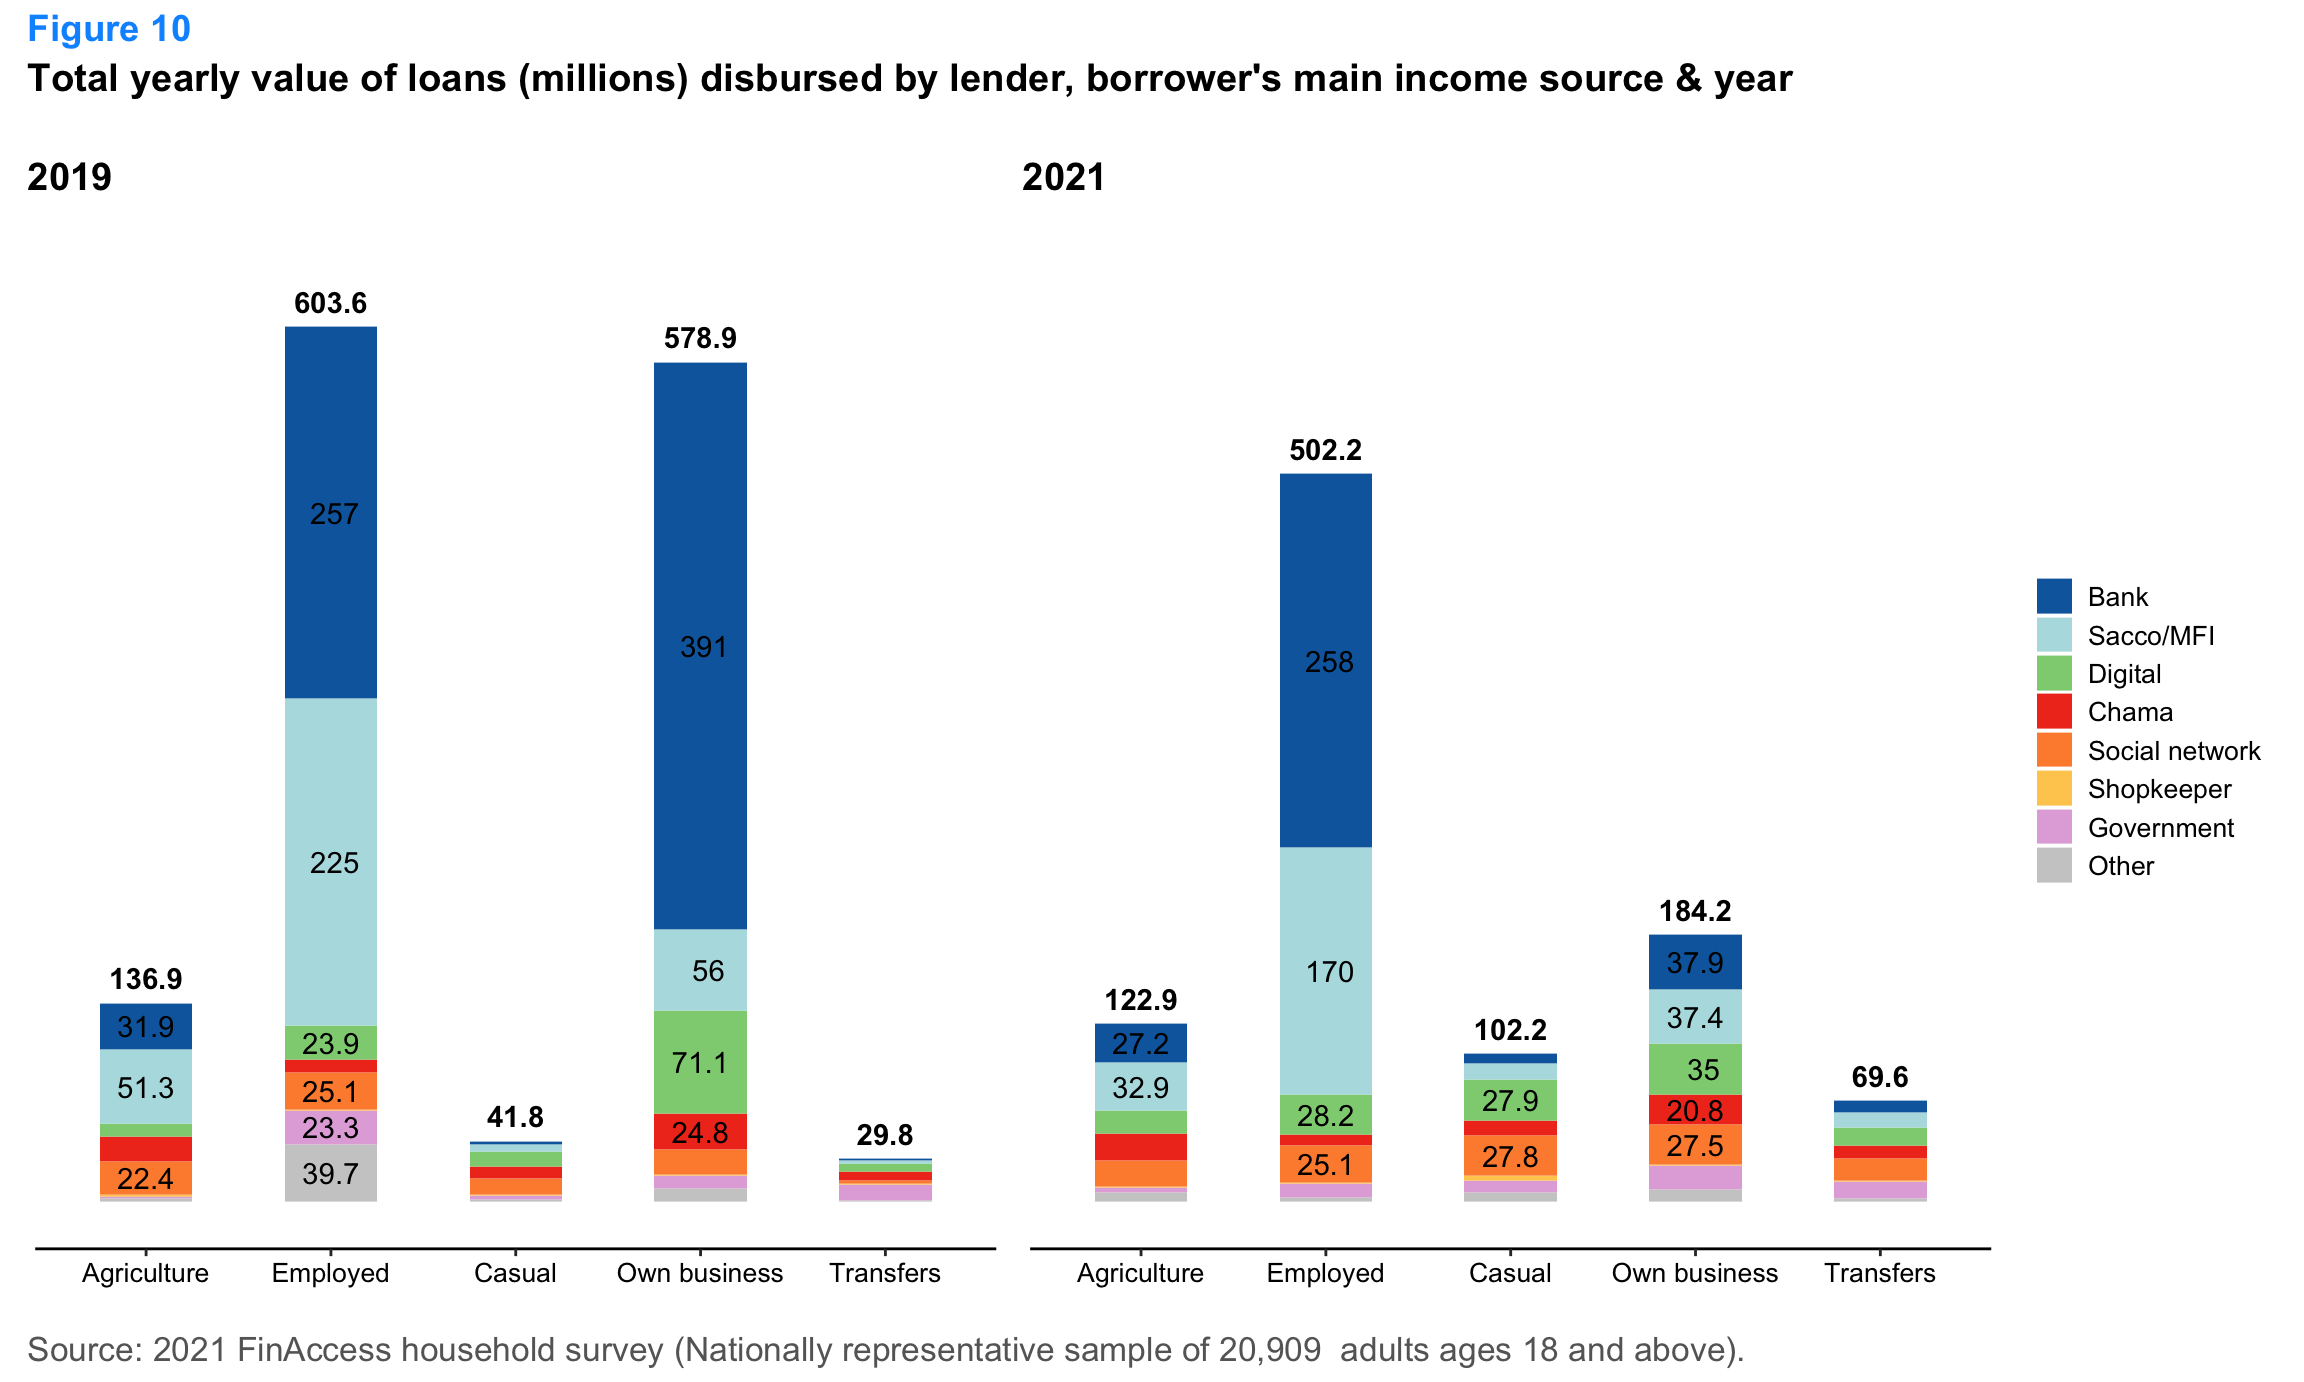 Figure 10
Total yearly value of loans (millions) disbursed by lender, borrower's main income source & year
2019
136.9
31.9
51.3
22.4
603.6
257
225
23.9
25.1
23.3
39.7
41.8
578.9
391
56
71.1
24.8
29.8
Agriculture
Employed
Casual
Own business
Transfers
2021
122.9
27.2
32.9
502.2
258
170
28.2
25.1
102.2
27.9
27.8
184.2
37.9
37.4
35
20.8
27.5
69.6
Agriculture
Employed
Casual
Own business
Transfers
Bank
Sacco/MFI
Digital
Chama
Social network
Shopkeeper
Government
Other
Source: 2021 FinAccess household survey (Nationally representative sample of 20,909  adults ages 18 and above).